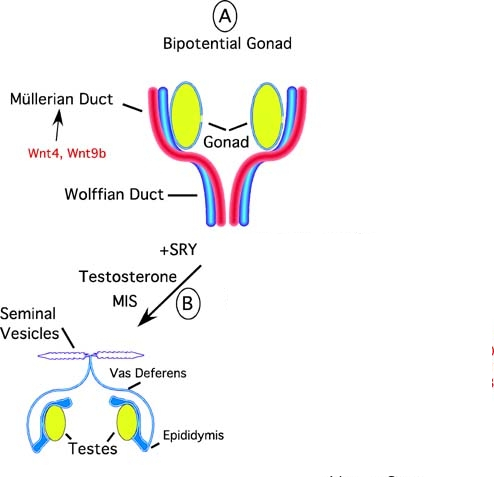 A
Bipotential Gonad
Müllerian Duct
Wnt4, Wnt9b
Gonad
Wolffian Duct
+SRY
Testosterone
MIS
B
Seminal
Vesicles
Vas Deferens
Epididymis
Testes